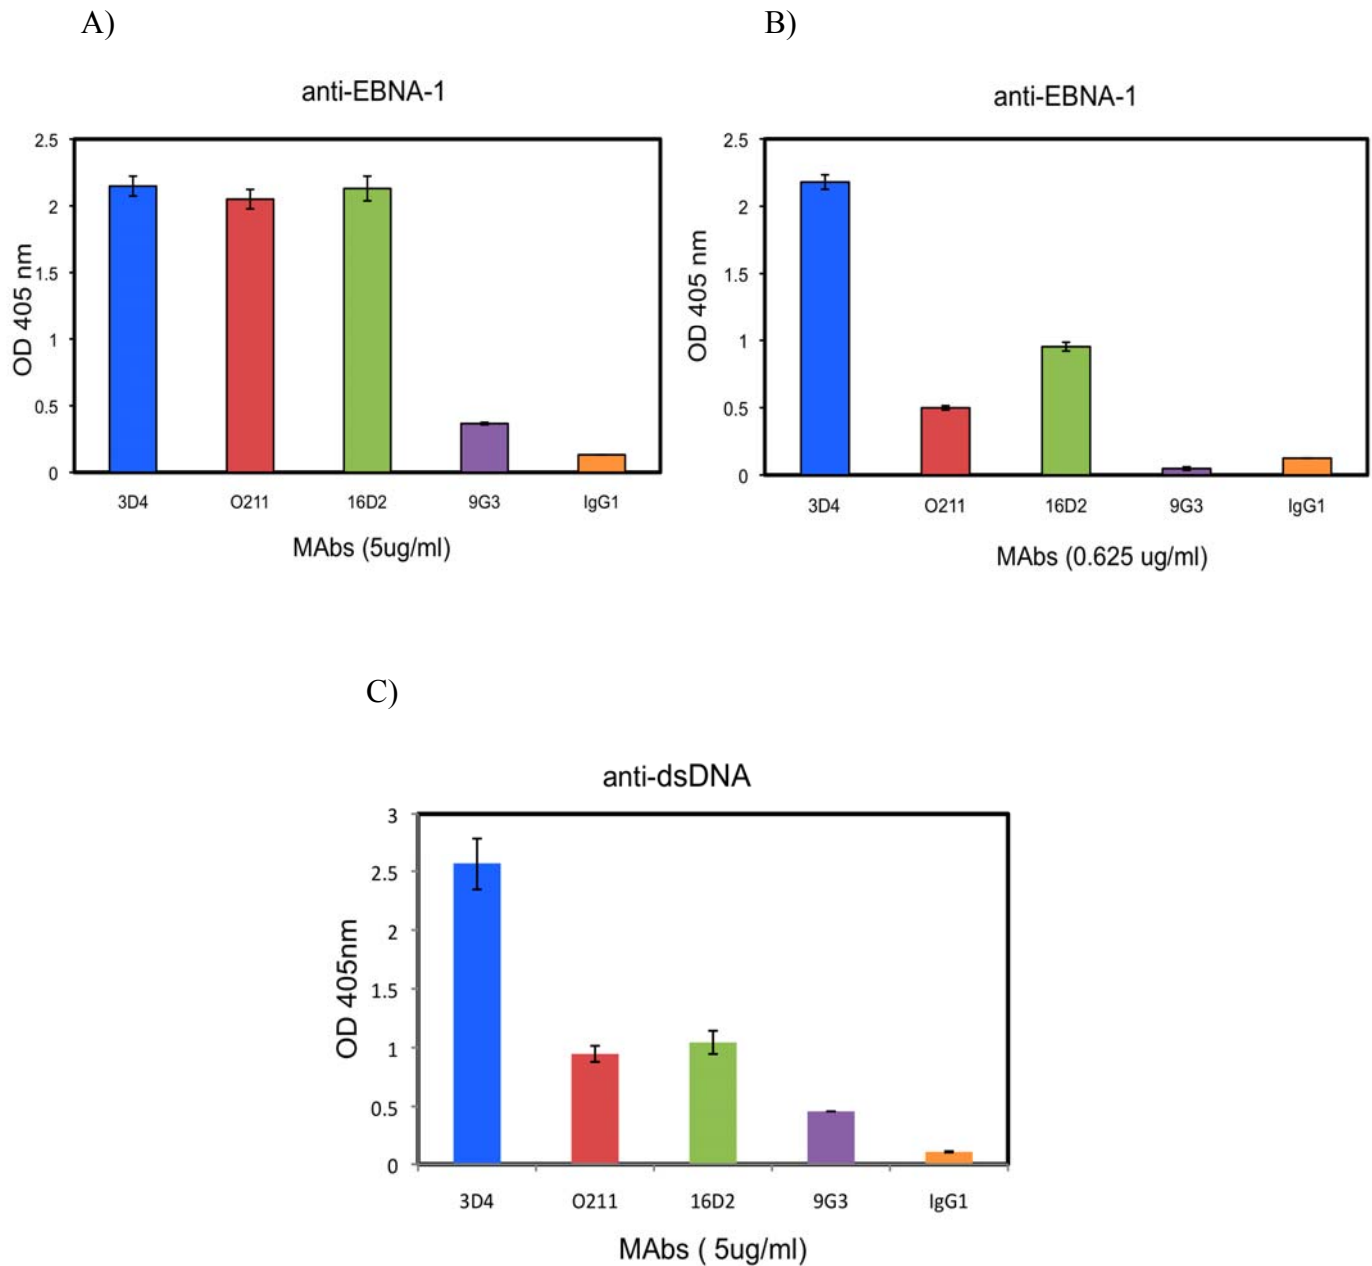 A)
anti-EBNA-1
2.5
2
1.5
1
0.5
0
OD 405 nm
3D4 O211 16D2 9G3 IgG1
MAbs (5ug/ml)
B)
anti-EBNA-1
2.5
2
1.5
1
0.5
0
OD 405 nm
3D4 O211 16D2 9G3 IgG1
MAbs (0.625 ug/ml)
C)
anti-dsDNA
3
2.5
2
1.5
1
0.5
0
OD 405nm
3D4 O211 16D2 9G3 IgG1
MAbs ( 5ug/ml)